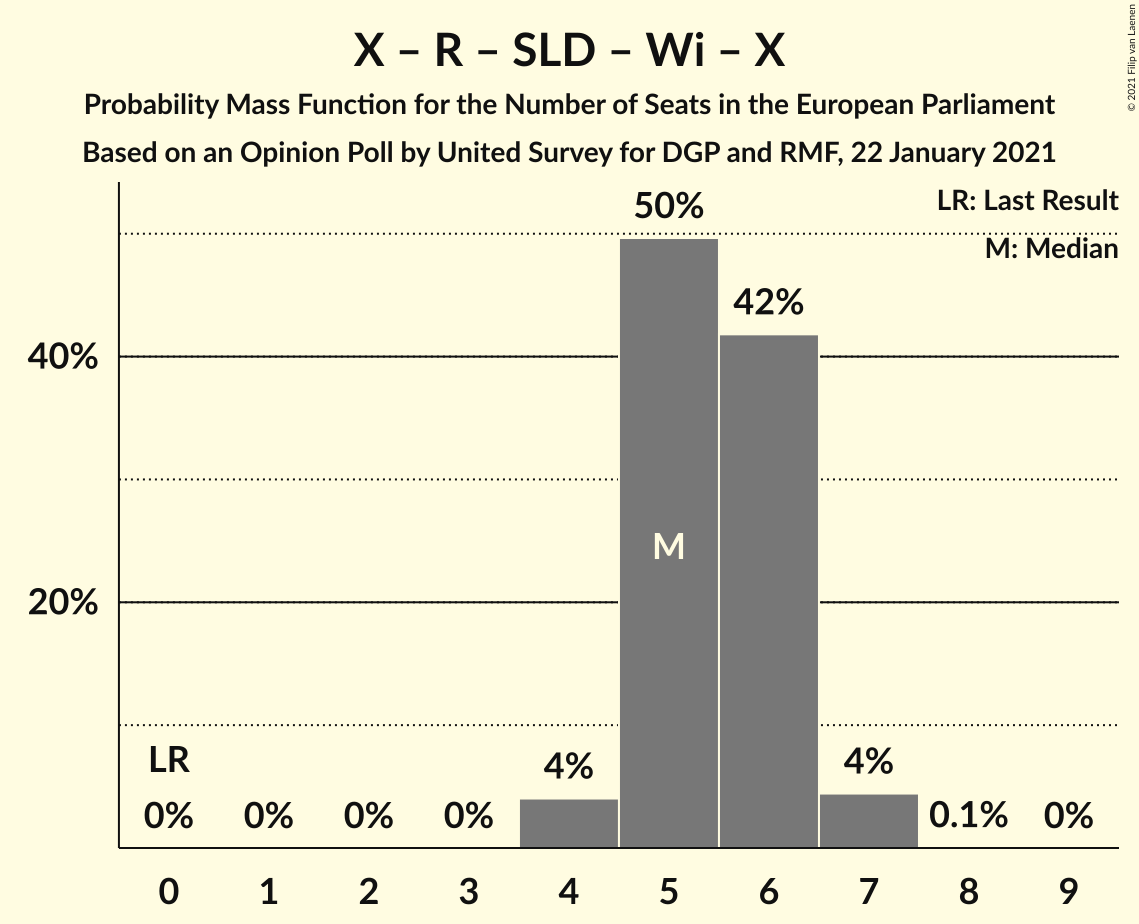 X – R – SLD – Wi – X
Probability Mass Function for the Number of Seats in the European Parliament
Based on an Opinion Poll by United Survey for DGP and RMF, 22 January 2021
© 2021 Filip van Laenen
LR: Last Result
M: Median
50%
42%
40%
M
20%
LR
4%
4%
0%
0%
0%
0%
0.1%
0%
0 1 2 3 4 5 6 7 8 9